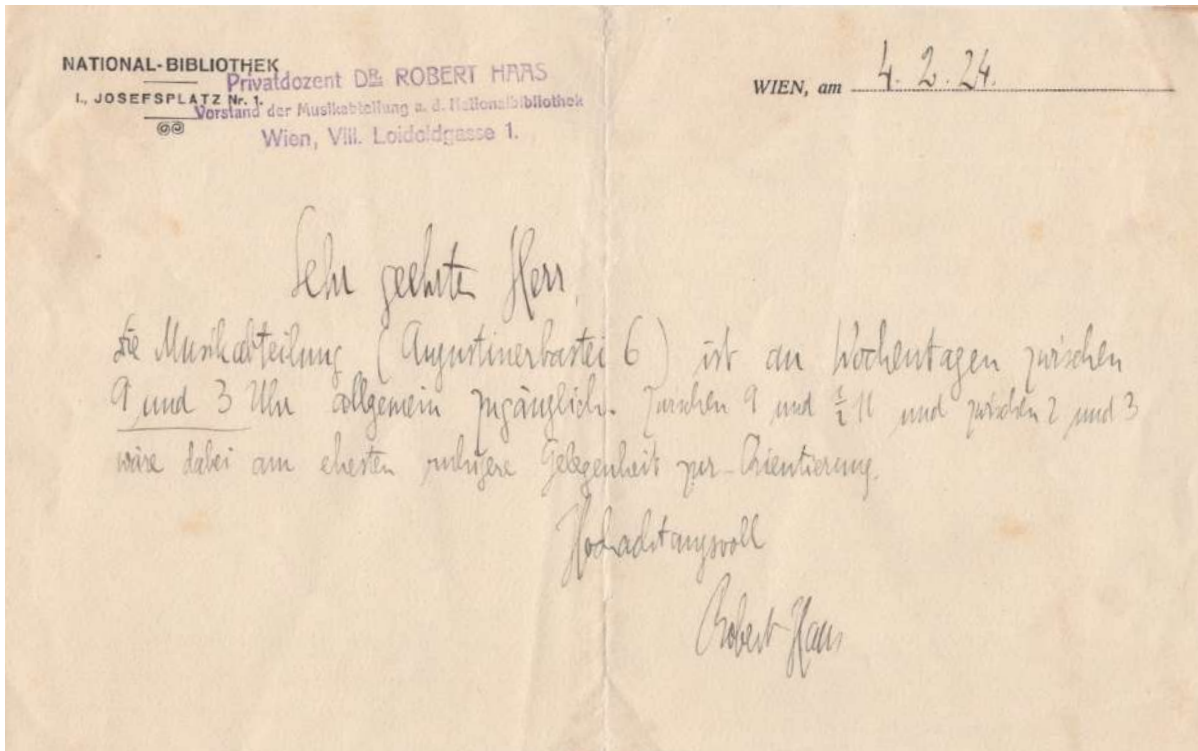 NATIONAL-BIBLIOTHEK
I., JOSEFSPLATZ Nr. 1.
Privatdozent DR. ROBERT HAAS
Vorstand der Musikabteilung a. d. Nationalbibliothek
Wien, VIII. Loidoldgasse 1.
WIEN, am 4. 2. 24.
Sehr geehrter Herr,
die Musikabteilung (Augustinerbastei 6) ist an Wochentagen zwischen
9 und 3 Uhr allgemein zugänglich. Zwischen 9 und ½ 11 und zwischen 2 und 3
wäre dabei am ehesten ruhigere Gelegenheit zur Orientierung.
Hochachtungsvoll
Robert Haas